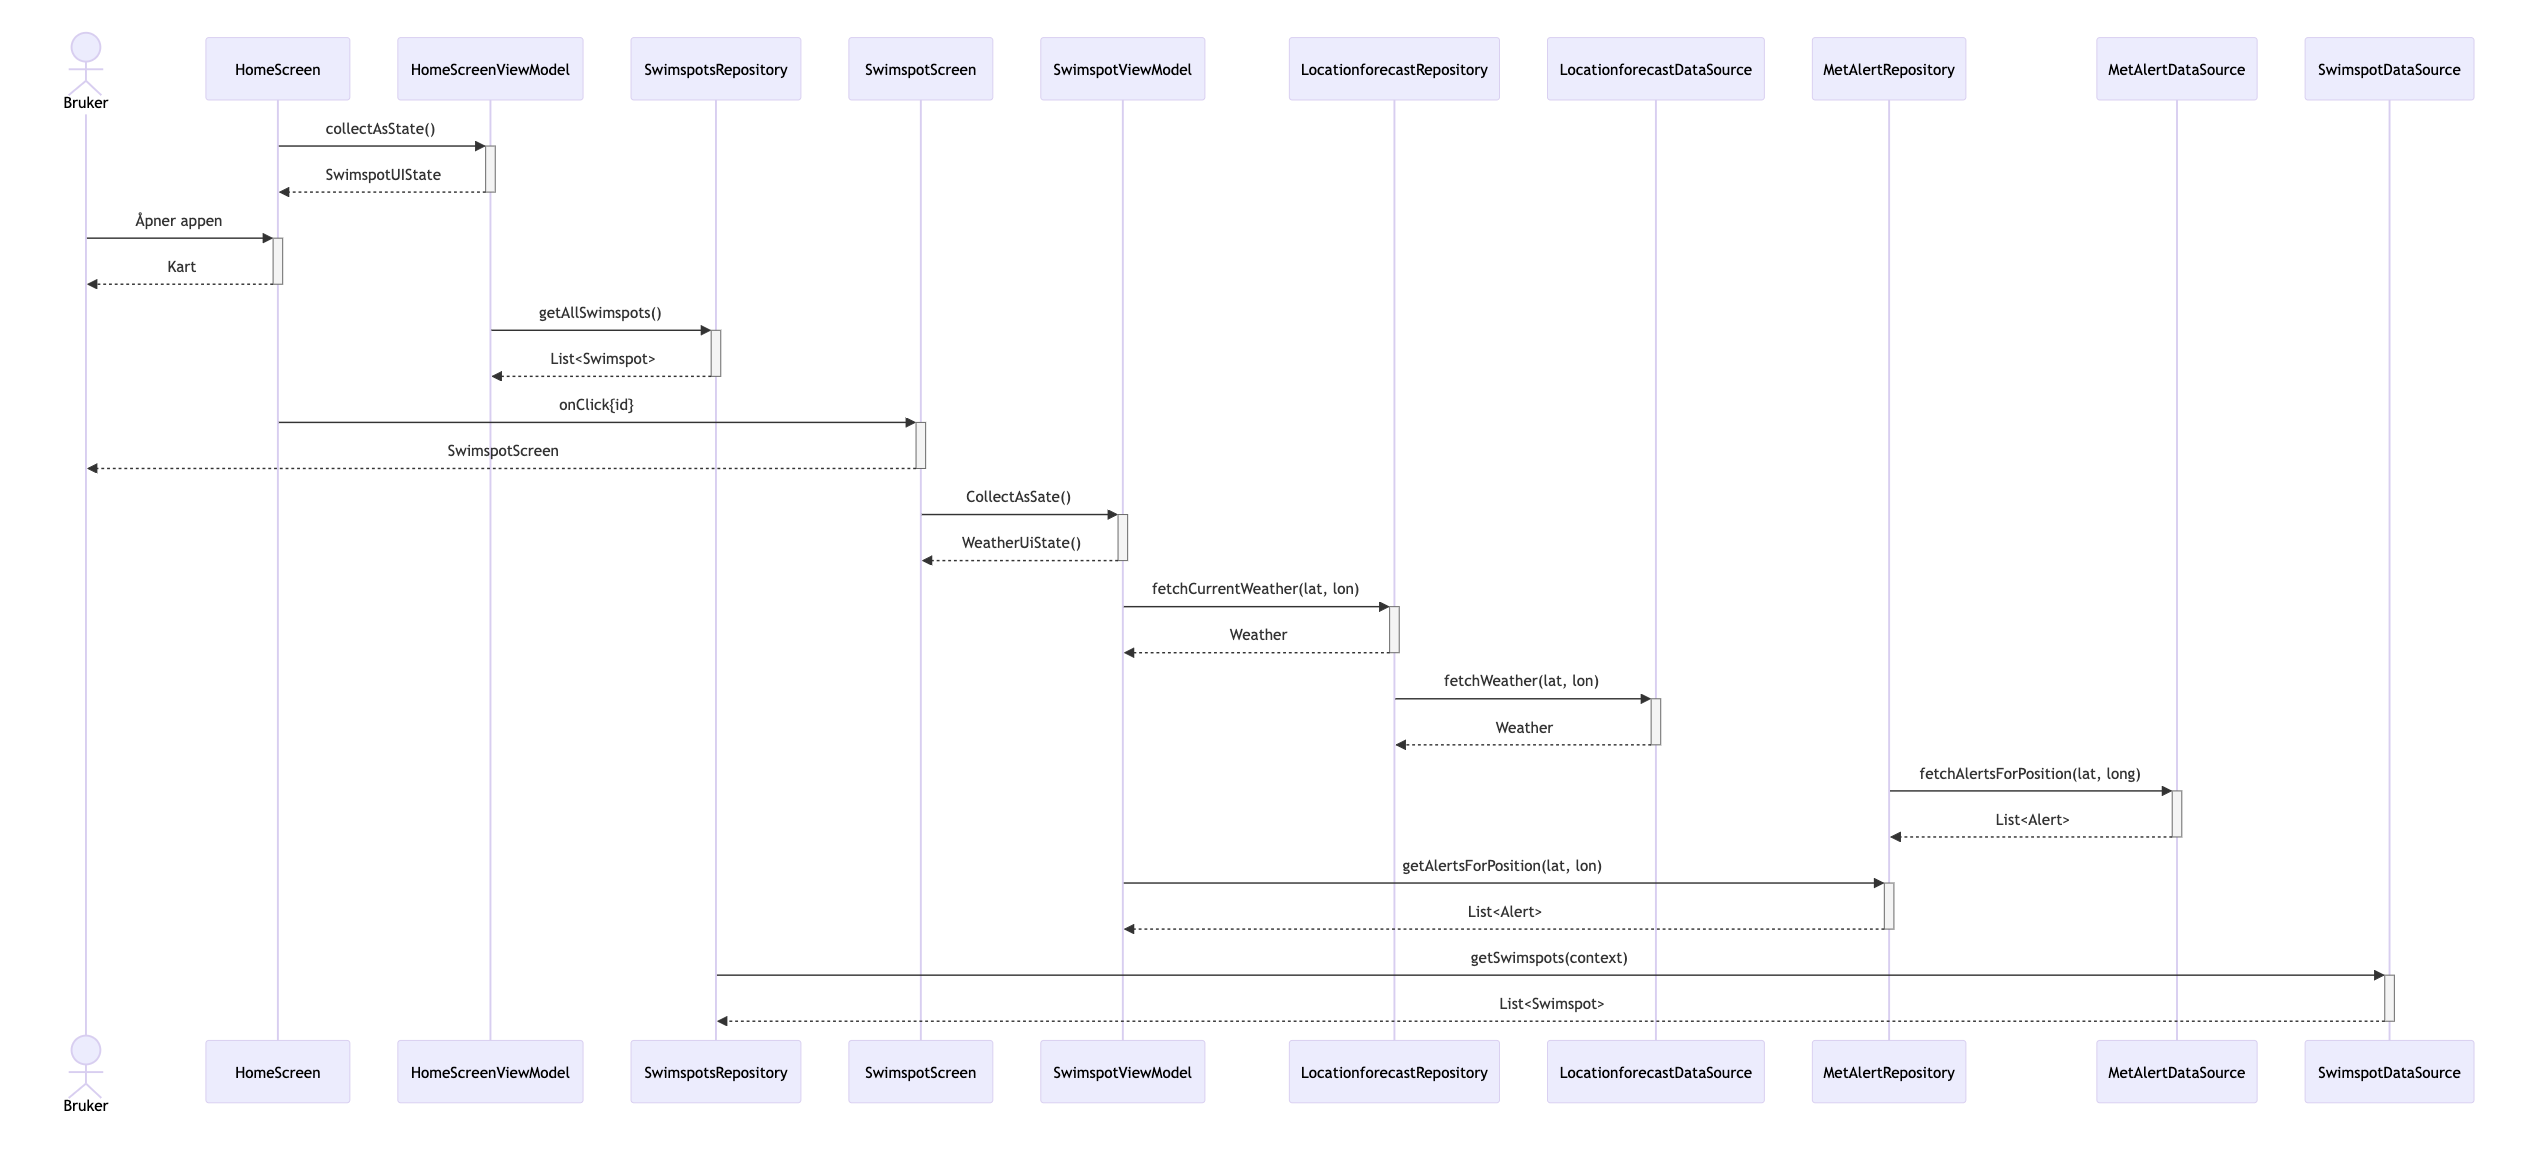 Bruker
HomeScreen
HomeScreenViewModel
SwimspotsRepository
SwimspotScreen
SwimspotViewModel
LocationforecastRepository
LocationforecastDataSource
MetAlertRepository
MetAlertDataSource
SwimspotDataSource
collectAsState()
SwimspotUIState
Åpner appen
Kart
getAllSwimspots()
List<Swimspot>
onClick{id}
SwimspotScreen
CollectAsSate()
WeatherUiState()
fetchCurrentWeather(lat, lon)
Weather
fetchWeather(lat, lon)
Weather
fetchAlertsForPosition(lat, long)
List<Alert>
getAlertsForPosition(lat, lon)
List<Alert>
getSwimspots(context)
List<Swimspot>
Bruker
HomeScreen
HomeScreenViewModel
SwimspotsRepository
SwimspotScreen
SwimspotViewModel
LocationforecastRepository
LocationforecastDataSource
MetAlertRepository
MetAlertDataSource
SwimspotDataSource